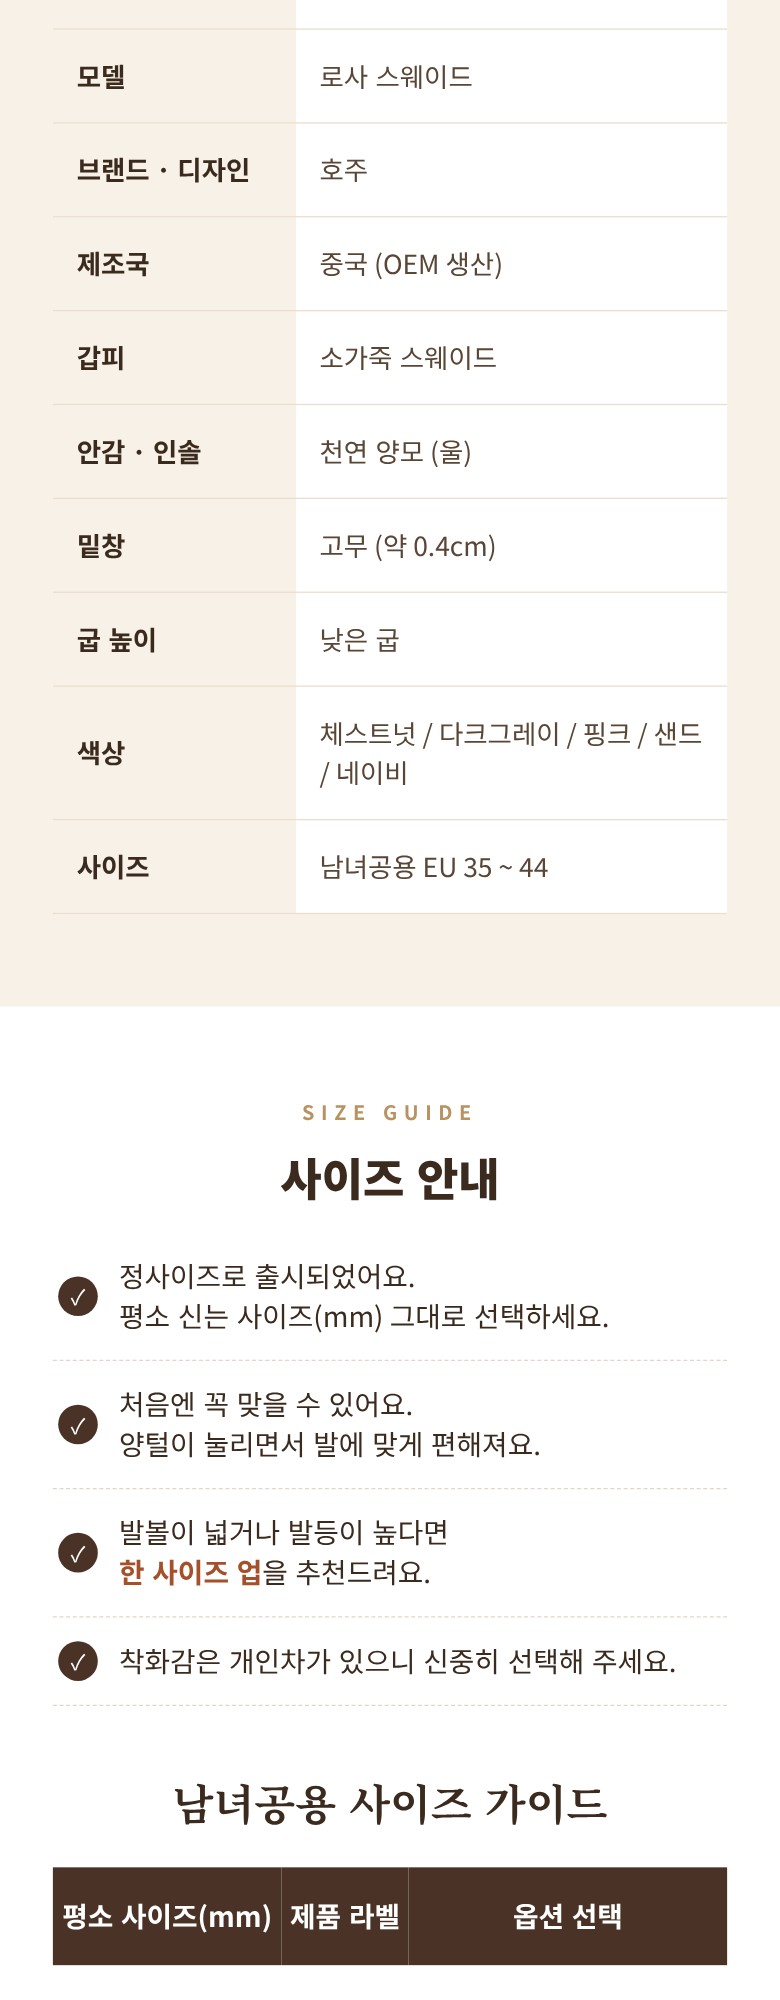 모델 로사 스웨이드
브랜드 · 디자인 호주
제조국 중국 (OEM 생산)
갑피 소가죽 스웨이드
안감 · 인솔 천연 양모 (울)
밑창 고무 (약 0.4cm)
굽 높이 낮은 굽
색상 체스트넛 / 다크그레이 / 핑크 / 샌드
/ 네이비
사이즈 남녀공용 EU 35 ~ 44
SIZE GUIDE
사이즈 안내
정사이즈로 출시되었어요.
평소 신는 사이즈(mm) 그대로 선택하세요.
처음엔 꼭 맞을 수 있어요.
양털이 눌리면서 발에 맞게 편해져요.
발볼이 넓거나 발등이 높다면
한 사이즈 업을 추천드려요.
착화감은 개인차가 있으니 신중히 선택해 주세요.
남녀공용 사이즈 가이드
평소 사이즈(mm) 제품 라벨 옵션 선택